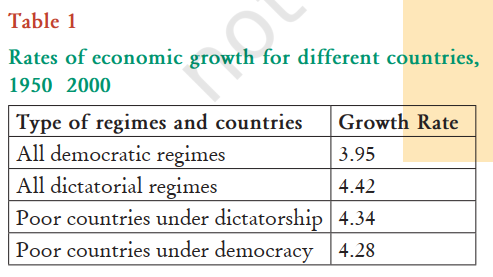 Table 1
Rates of economic growth for different countries,
1950 2000
Type of regimes and countries Growth Rate
All democratic regimes 3.95
All dictatorial regimes 4.42
Poor countries under dictatorship 4.34
Poor countries under democracy 4.28
not